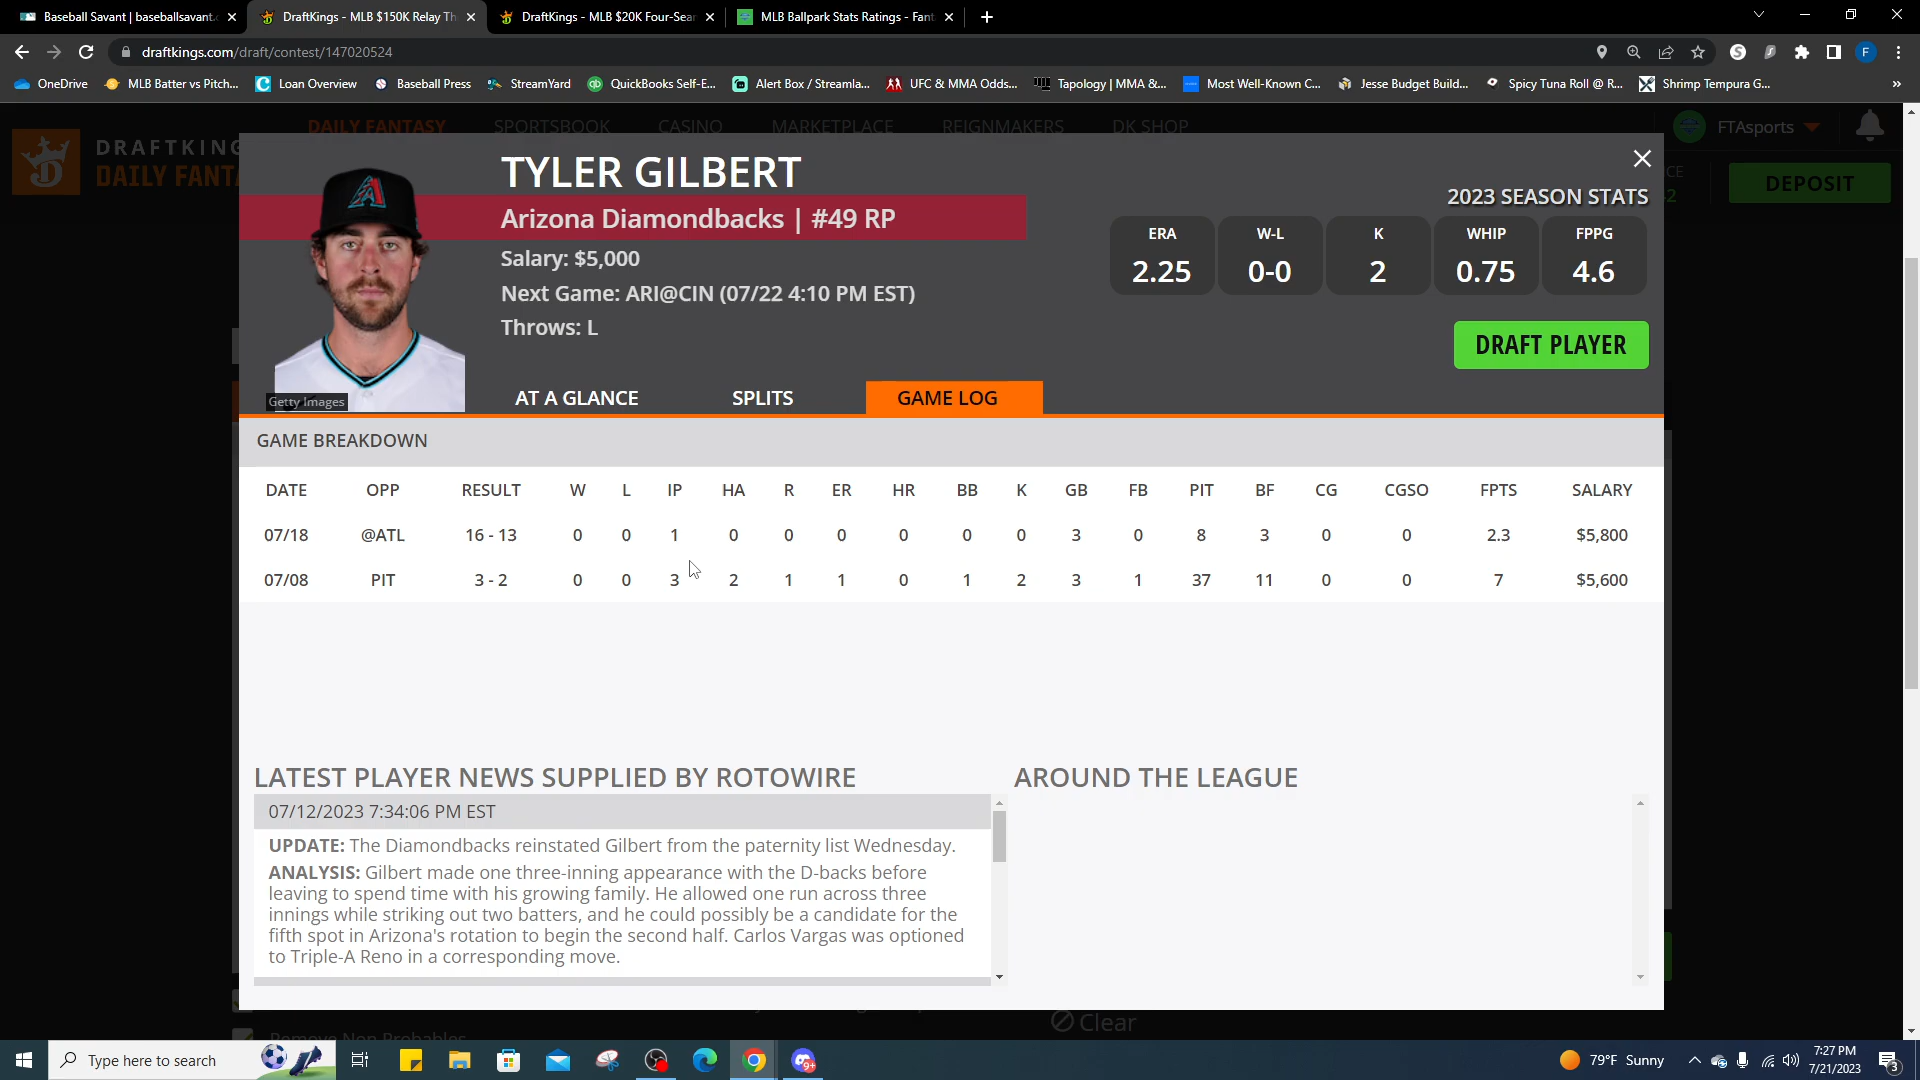 Baseball Savant | baseballsavant.
DraftKings - MLB $150K Relay Th
DraftKings - MLB $20K Four-Sear
MLB Ballpark Stats Ratings - Fant
draftkings.com/draft/contest/147020524
S
F
OneDrive
MLB Batter vs Pitch...
Loan Overview
Baseball Press
StreamYard
QuickBooks Self-E...
Alert Box / Streamla...
UFC & MMA Odds...
Tapology | MMA &...
Most Well-Known C...
Jesse Budget Build...
Spicy Tuna Roll @ R...
Shrimp Tempura G...
»
DAILY FANTASY SPORTSBOOK CASINO MARKETPLACE REIGNMAKERS DK SHOP
FTAsports
DRAFTKING
DAILY FANTA
CE
2
DEPOSIT
TYLER GILBERT
Arizona Diamondbacks | #49 RP
Salary: $5,000
Next Game: ARI@CIN (07/22 4:10 PM EST)
Throws: L
Getty Images
2023 SEASON STATS
ERA W-L K WHIP FPPG
2.25 0-0 2 0.75 4.6
DRAFT PLAYER
AT A GLANCE SPLITS GAME LOG
GAME BREAKDOWN
DATE OPP RESULT W L IP HA R ER HR BB K GB FB PIT BF CG CGSO FPTS SALARY
07/18 @ATL 16 - 13 0 0 1 0 0 0 0 0 0 3 0 8 3 0 0 2.3 $5,800
07/08 PIT 3 - 2 0 0 3 2 1 1 0 1 2 3 1 37 11 0 0 7 $5,600
LATEST PLAYER NEWS SUPPLIED BY ROTOWIRE
AROUND THE LEAGUE
07/12/2023 7:34:06 PM EST
UPDATE: The Diamondbacks reinstated Gilbert from the paternity list Wednesday.
ANALYSIS: Gilbert made one three-inning appearance with the D-backs before
leaving to spend time with his growing family. He allowed one run across three
innings while striking out two batters, and he could possibly be a candidate for the
fifth spot in Arizona's rotation to begin the second half. Carlos Vargas was optioned
to Triple-A Reno in a corresponding move.
Clear
Remove Non Probables
Type here to search
9+
79°F Sunny
7:27 PM
7/21/2023
3